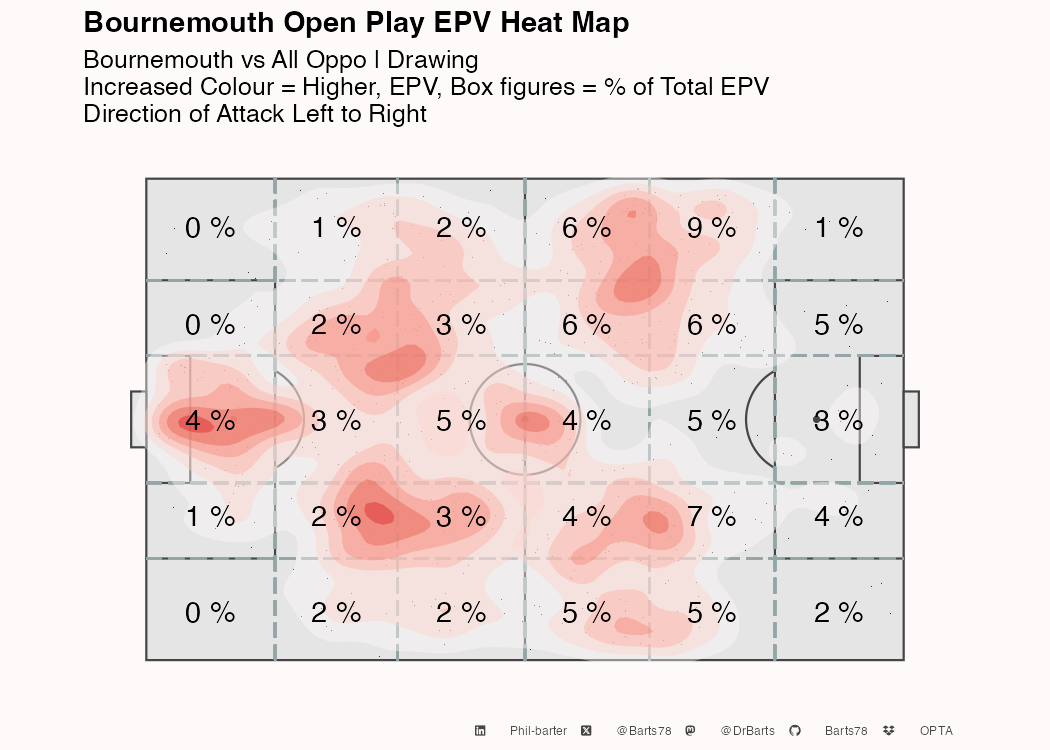 Bournemouth Open Play EPV Heat Map
Bournemouth vs All Oppo | Drawing
Increased Colour = Higher, EPV, Box figures = % of Total EPV
Direction of Attack Left to Right
0 % 1 % 2 % 6 % 9 % 1 %
0 % 2 % 3 % 6 % 6 % 5 %
4 % 3 % 5 % 4 % 5 % 8 %
1 % 2 % 3 % 4 % 7 % 4 %
0 % 2 % 2 % 5 % 5 % 2 %
Phil-barter @Barts78 @DrBarts Barts78 OPTA